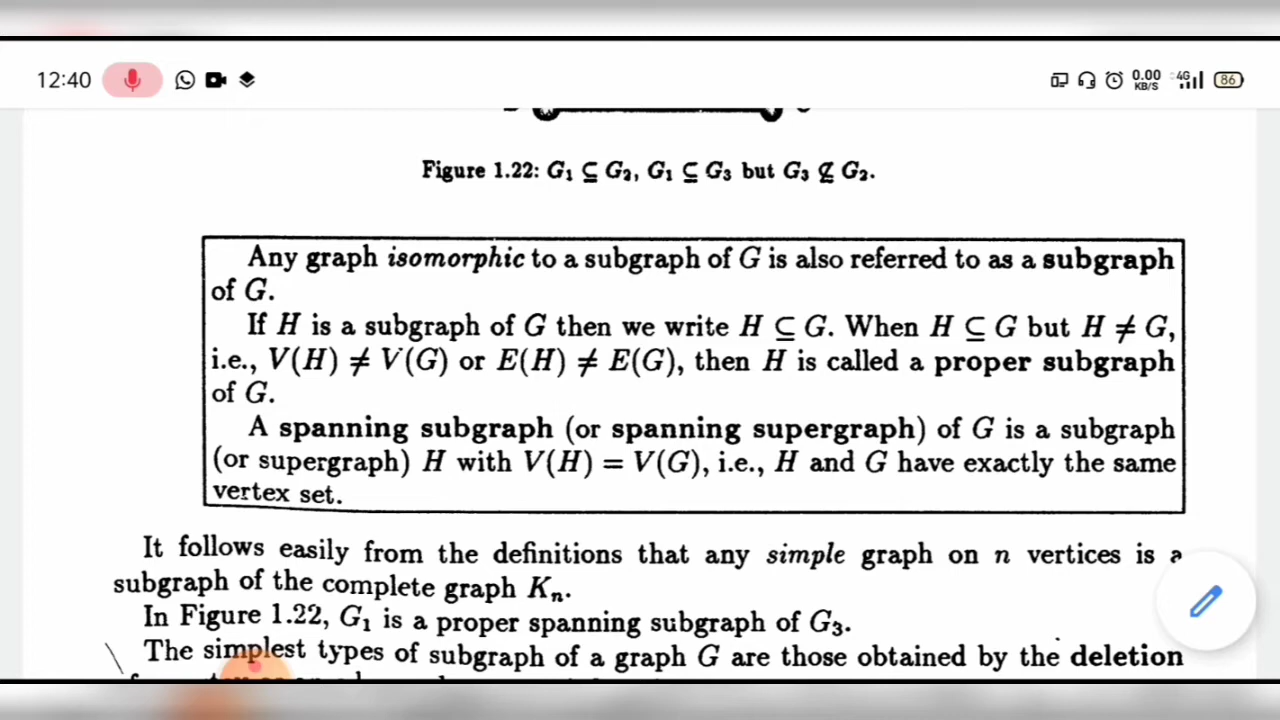 12:40
0.00
KB/S
4G
86
Figure 1.22: G₁ ⊆ G₂, G₁ ⊆ G₃ but G₃ ⊈ G₂.
Any graph isomorphic to a subgraph of G is also referred to as a subgraph
of G.
If H is a subgraph of G then we write H ⊆ G. When H ⊆ G but H ≠ G,
i.e., V(H) ≠ V(G) or E(H) ≠ E(G), then H is called a proper subgraph
of G.
A spanning subgraph (or spanning supergraph) of G is a subgraph
(or supergraph) H with V(H) = V(G), i.e., H and G have exactly the same
vertex set.
It follows easily from the definitions that any simple graph on n vertices is a
subgraph of the complete graph Kₙ.
In Figure 1.22, G₁ is a proper spanning subgraph of G₃.
The simplest types of subgraph of a graph G are those obtained by the deletion